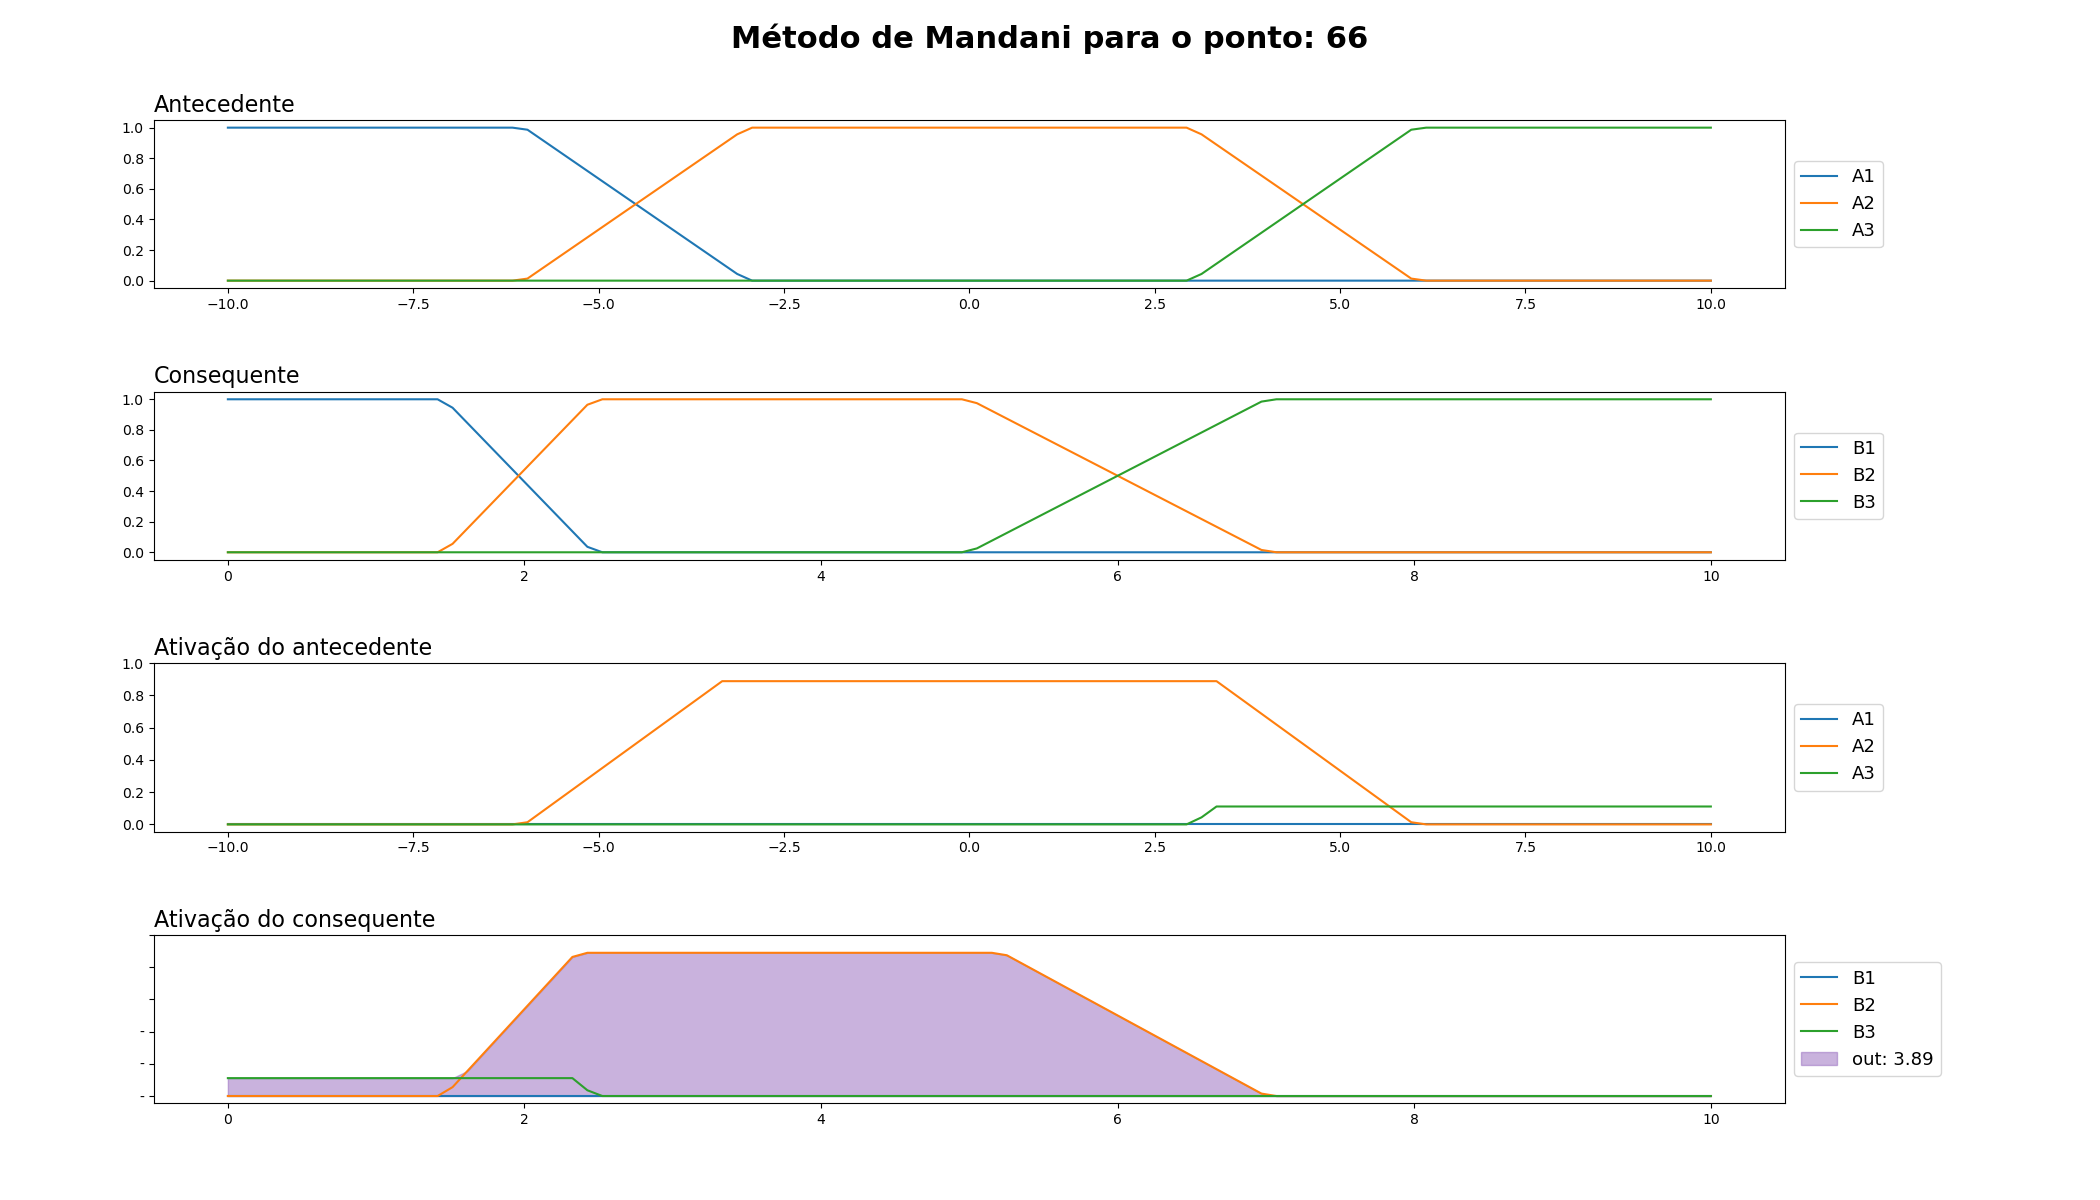 Método de Mandani para o ponto: 66
Antecedente
1.0
0.8
0.6
0.4
0.2
0.0
−10.0 −7.5 −5.0 −2.5 0.0 2.5 5.0 7.5 10.0
A1
A2
A3
Consequente
1.0
0.8
0.6
0.4
0.2
0.0
0 2 4 6 8 10
B1
B2
B3
Ativação do antecedente
1.0
0.8
0.6
0.4
0.2
0.0
−10.0 −7.5 −5.0 −2.5 0.0 2.5 5.0 7.5 10.0
A1
A2
A3
Ativação do consequente
-
-
-
0 2 4 6 8 10
B1
B2
B3
out: 3.89